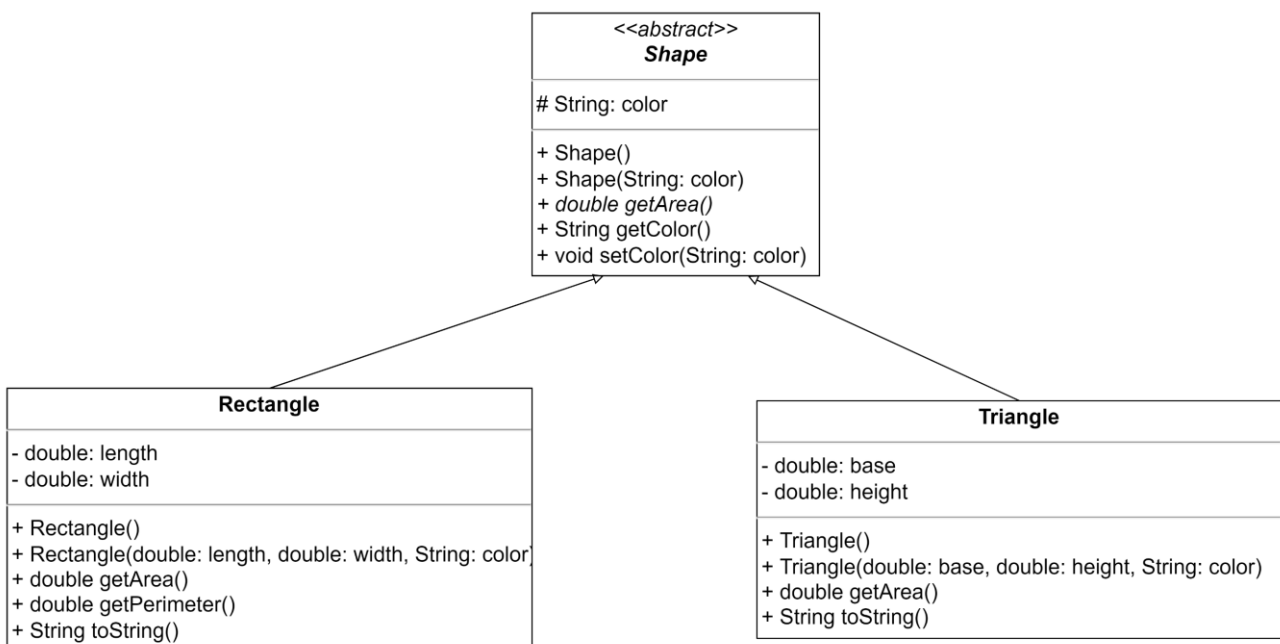 <<abstract>>
Shape
# String: color
+ Shape()
+ Shape(String: color)
+ double getArea()
+ String getColor()
+ void setColor(String: color)
Rectangle
- double: length
- double: width
+ Rectangle()
+ Rectangle(double: length, double: width, String: color)
+ double getArea()
+ double getPerimeter()
+ String toString()
Triangle
- double: base
- double: height
+ Triangle()
+ Triangle(double: base, double: height, String: color)
+ double getArea()
+ String toString()